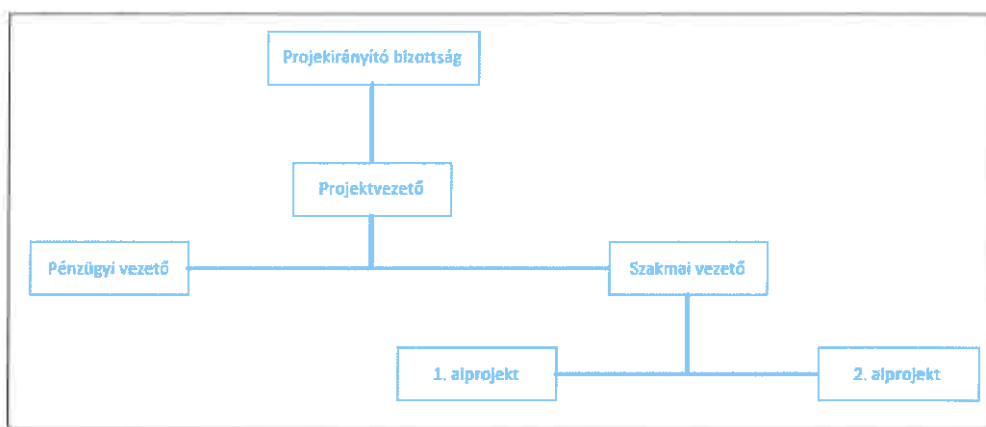 Projekirányító bizottság
Projektvezető
Pénzügyi vezető
Szakmai vezető
1. alprojekt
2. alprojekt